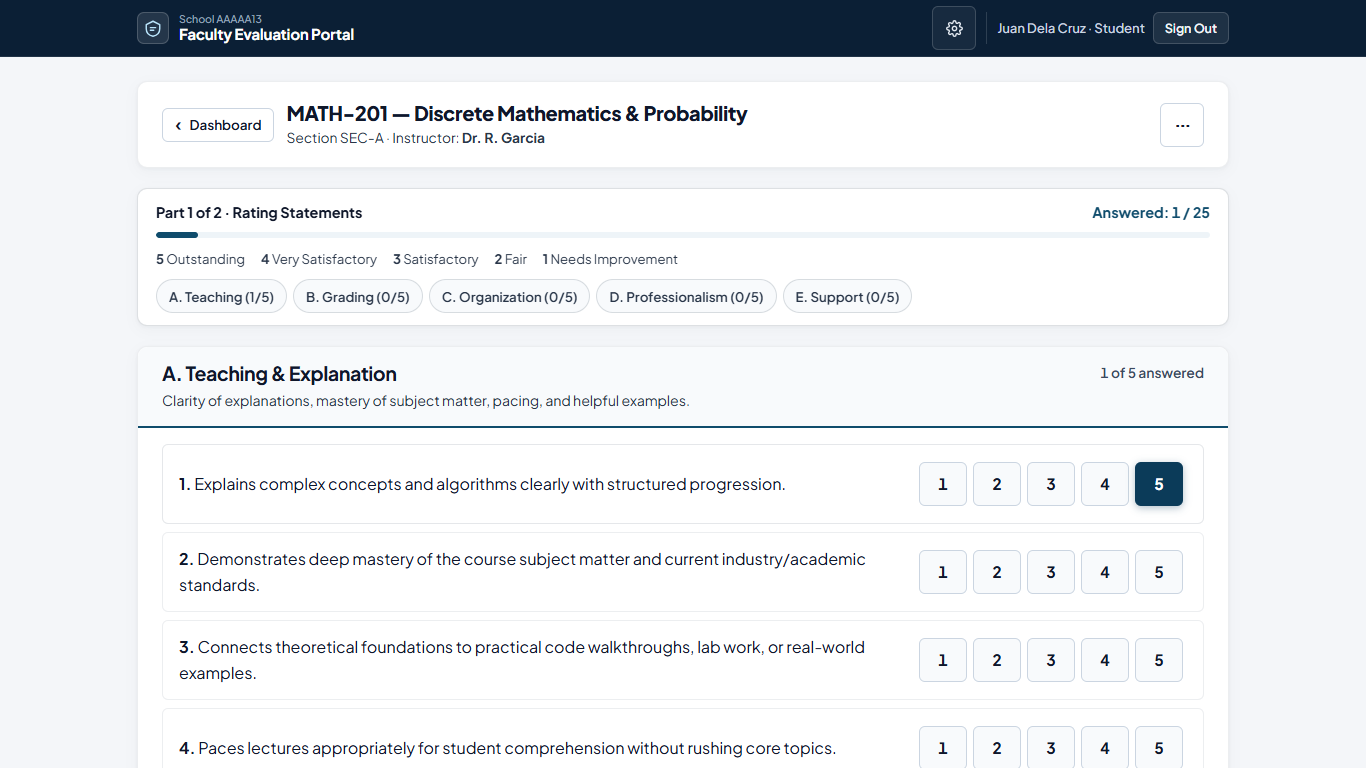 School AAAAA13
Faculty Evaluation Portal
Juan Dela Cruz · Student
Sign Out
‹ Dashboard
MATH-201 — Discrete Mathematics & Probability
Section SEC-A · Instructor: Dr. R. Garcia
...
Part 1 of 2 · Rating Statements
Answered: 1 / 25
5 Outstanding 4 Very Satisfactory 3 Satisfactory 2 Fair 1 Needs Improvement
A. Teaching (1/5) B. Grading (0/5) C. Organization (0/5) D. Professionalism (0/5) E. Support (0/5)
A. Teaching & Explanation
1 of 5 answered
Clarity of explanations, mastery of subject matter, pacing, and helpful examples.
1. Explains complex concepts and algorithms clearly with structured progression.
1 2 3 4 5
2. Demonstrates deep mastery of the course subject matter and current industry/academic
standards.
1 2 3 4 5
3. Connects theoretical foundations to practical code walkthroughs, lab work, or real-world
examples.
1 2 3 4 5
4. Paces lectures appropriately for student comprehension without rushing core topics.
1 2 3 4 5